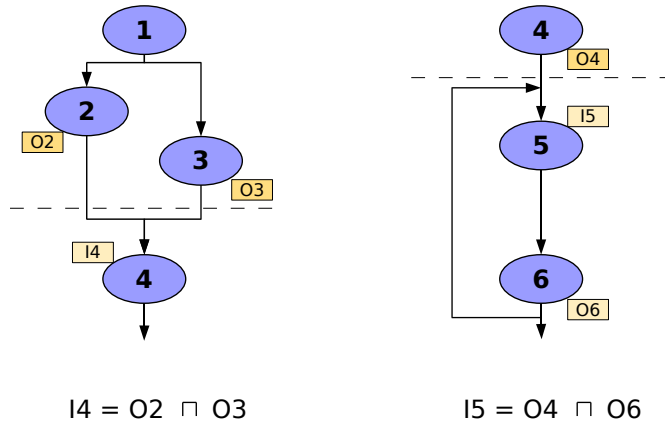 1
2
O2
3
O3
I4
4
I4 = O2 ⊓ O3
4
O4
I5
5
6
O6
I5 = O4 ⊓ O6